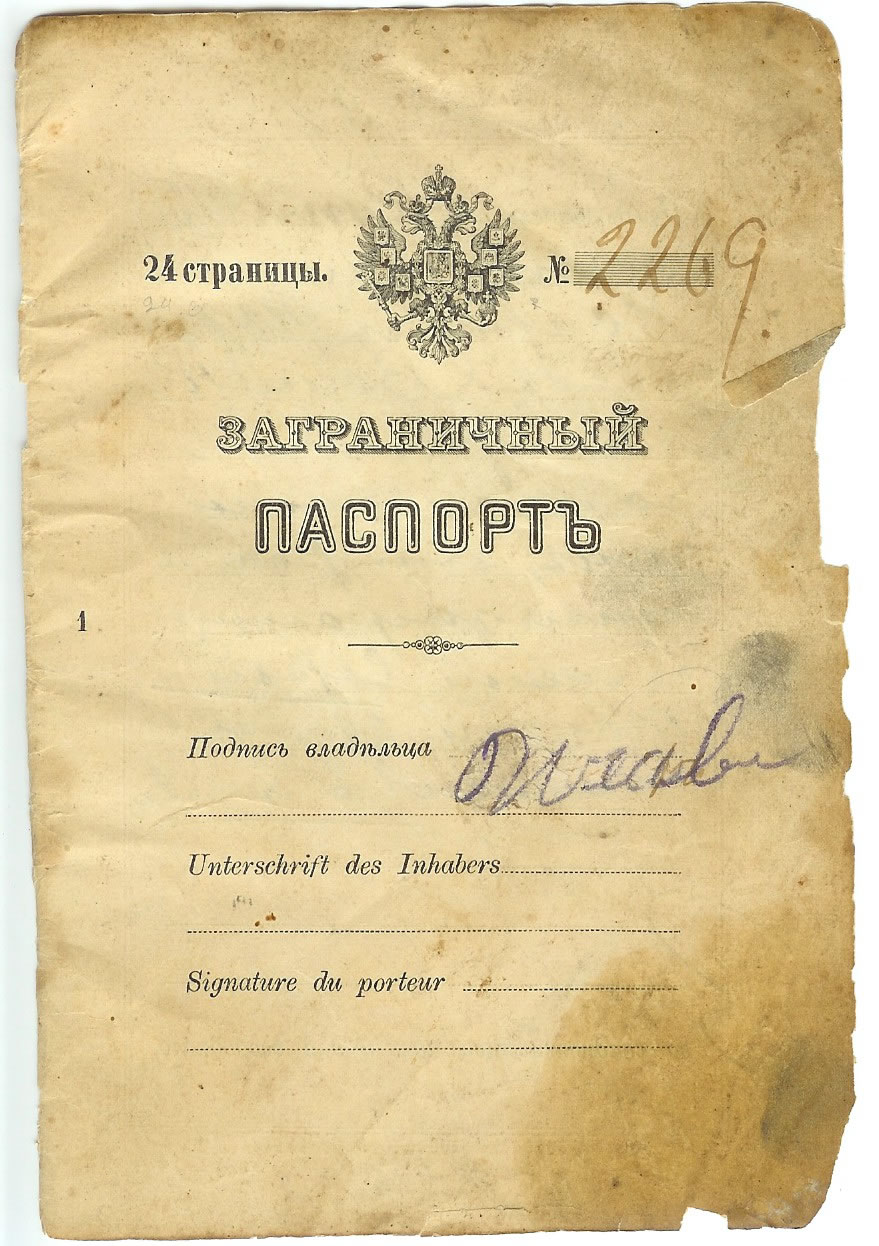 24 страницы. № 2269
ЗАГРАНИЧНЫЙ
ПАСПОРТЪ
1
Подпись владѣльца
Unterschrift des Inhabers
Signature du porteur